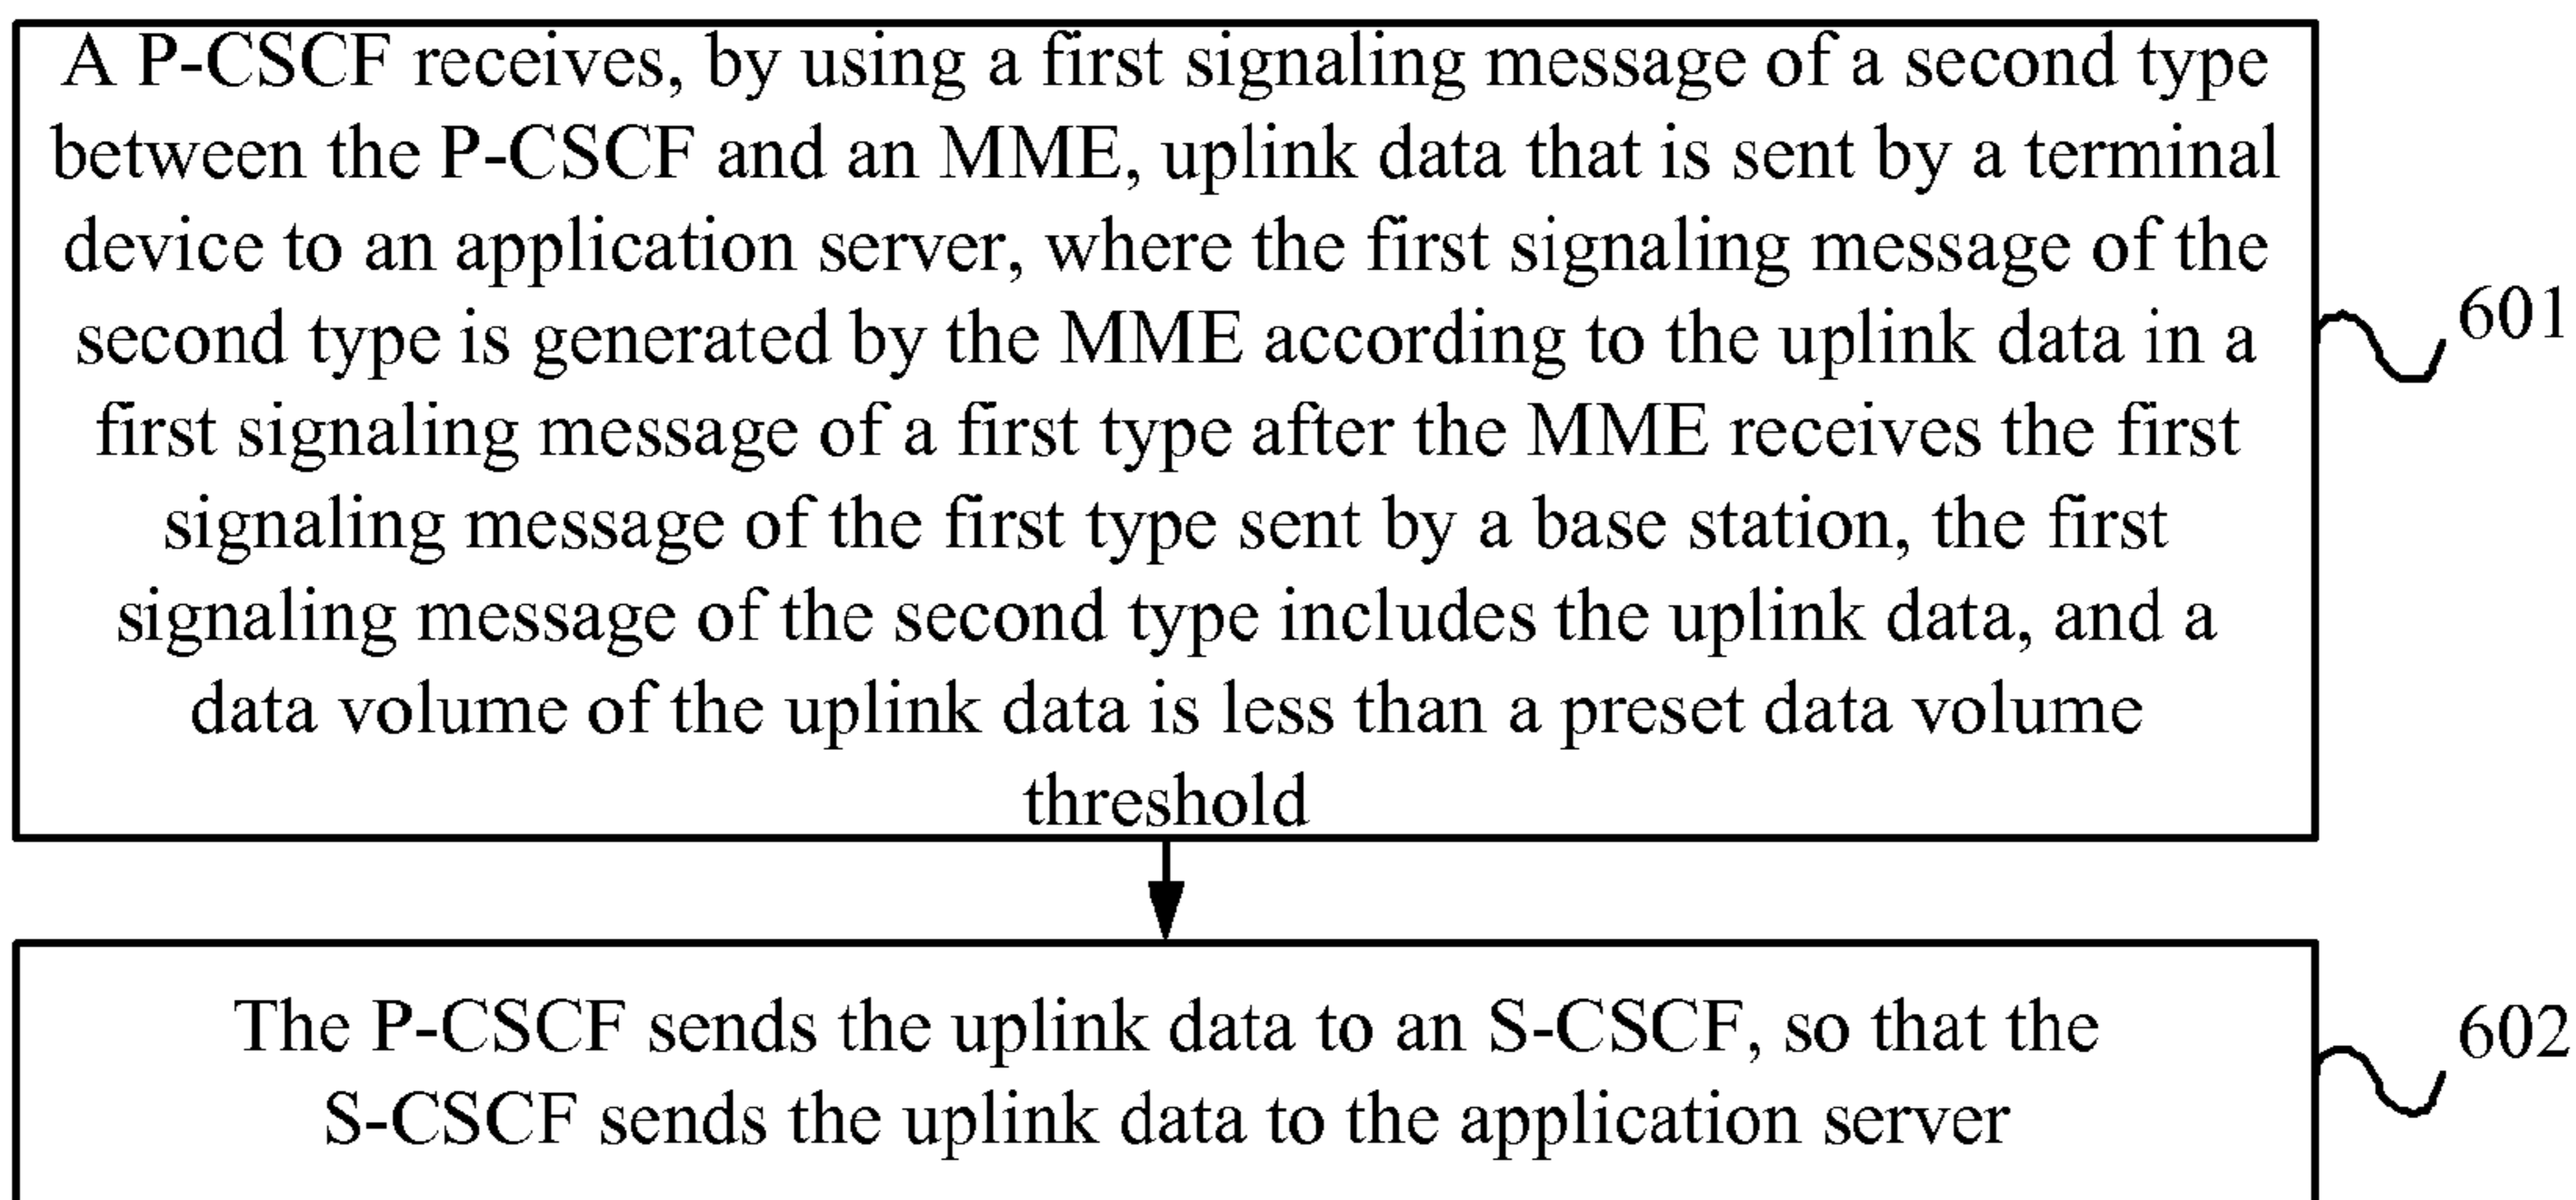 A P-CSCF receives, by using a first signaling message of a second type
between the P-CSCF and an MME, uplink data that is sent by a terminal
device to an application server, where the first signaling message of the
second type is generated by the MME according to the uplink data in a
first signaling message of a first type after the MME receives the first
signaling message of the first type sent by a base station, the first
signaling message of the second type includes the uplink data, and a
data volume of the uplink data is less than a preset data volume
threshold
601
The P-CSCF sends the uplink data to an S-CSCF, so that the
S-CSCF sends the uplink data to the application server
602